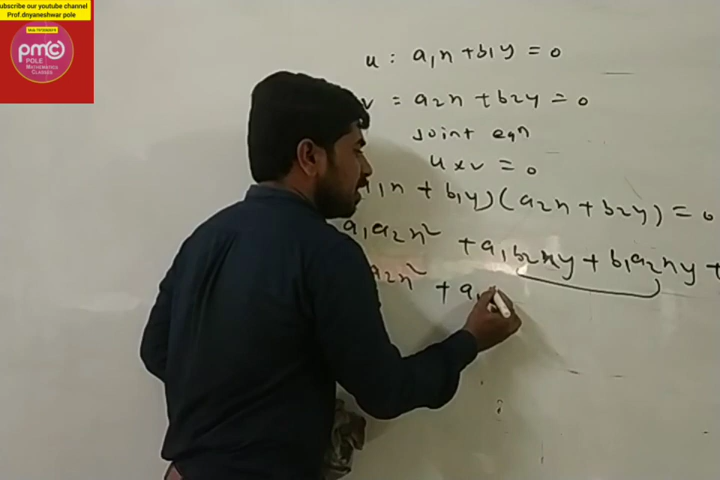 subscribe our youtube channel
Prof.dnyaneshwar pole
pmc
POLE
MATHEMATICS
CLASSES
u : a₁x + b₁y = 0
v = a₂x + b₂y = 0
Joint eqn
u × v = 0
a₁x + b₁y)(a₂x + b₂y) = 0
a₁a₂x² + a₁b₂xy + b₁a₂xy +
a₂x² + a₁